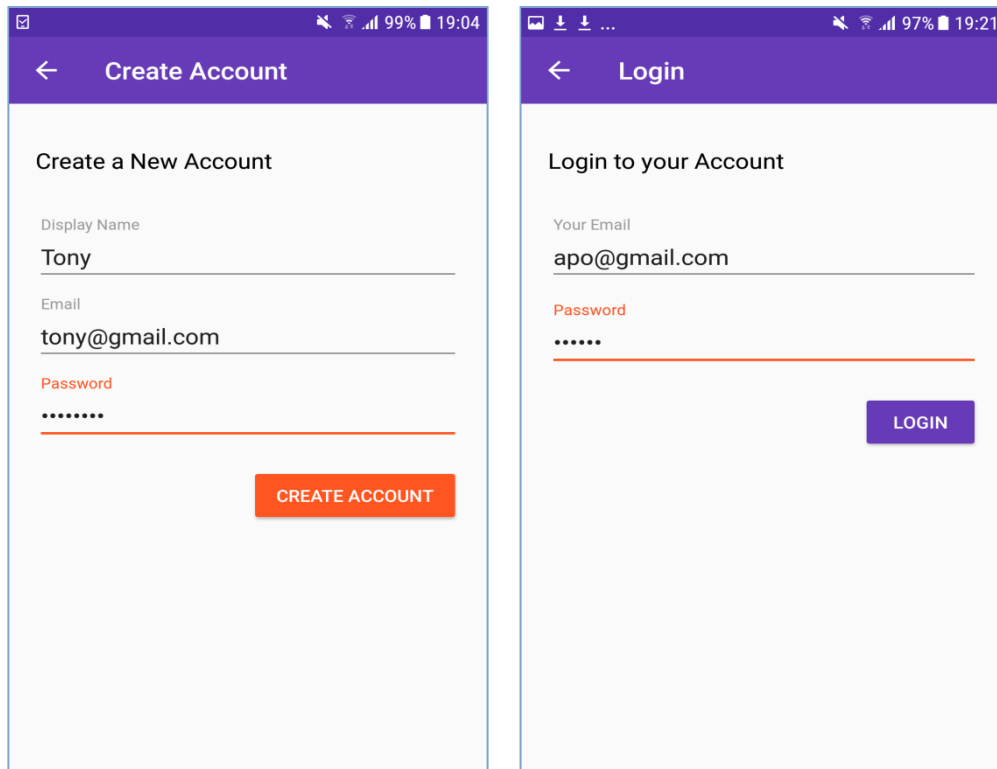 99% 19:04
Create Account
Create a New Account
Display Name
Tony
Email
tony@gmail.com
Password
••••••••
CREATE ACCOUNT
... 97% 19:21
Login
Login to your Account
Your Email
apo@gmail.com
Password
••••••
LOGIN